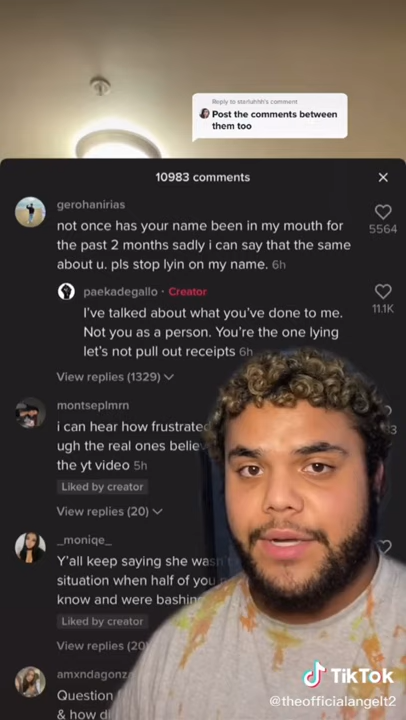 Reply to starluhhh's comment
Post the comments between
them too
10983 comments
gerohanirias
not once has your name been in my mouth for
the past 2 months sadly i can say that the same
about u. pls stop lyin on my name. 6h
5564
paekadegallo · Creator
I've talked about what you've done to me.
Not you as a person. You're the one lying
let's not pull out receipts 6h
11.1K
View replies (1329)
montseplmrn
i can hear how frustrated
ugh the real ones
the yt video 5h
Liked by creator
View replies (20)
_moniqe_
Y'all keep saying she
situation when half of you
know and were
Liked by creator
View replies (20)
Question
& how
TikTok
@theofficialangelt2